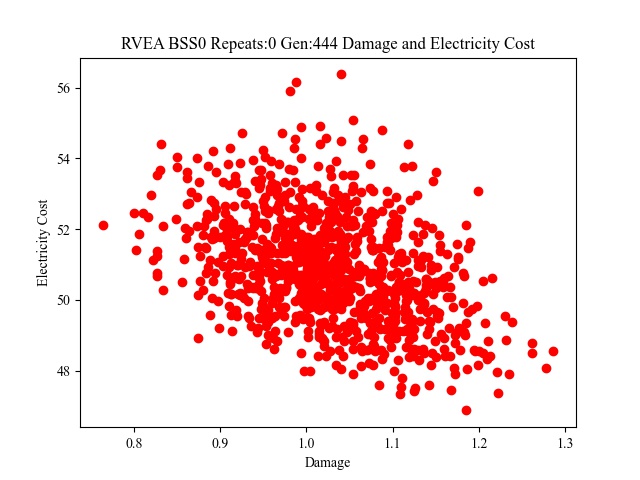 RVEA BSS0 Repeats:0 Gen:444 Damage and Electricity Cost
56
54
52
50
48
Electricity Cost
0.8 0.9 1.0 1.1 1.2 1.3
Damage